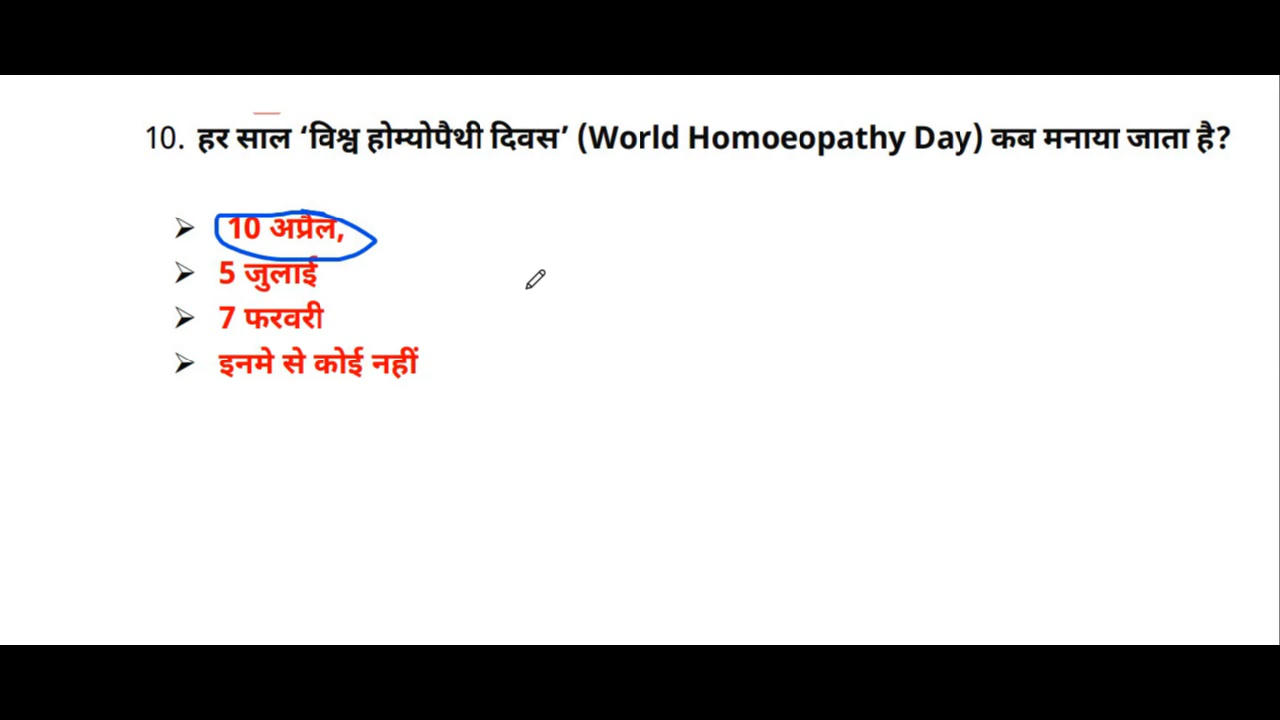 10. हर साल ‘विश्व होम्योपैथी दिवस’ (World Homoeopathy Day) कब मनाया जाता है?
➢ 10 अप्रैल,
➢ 5 जुलाई
➢ 7 फरवरी
➢ इनमे से कोई नहीं